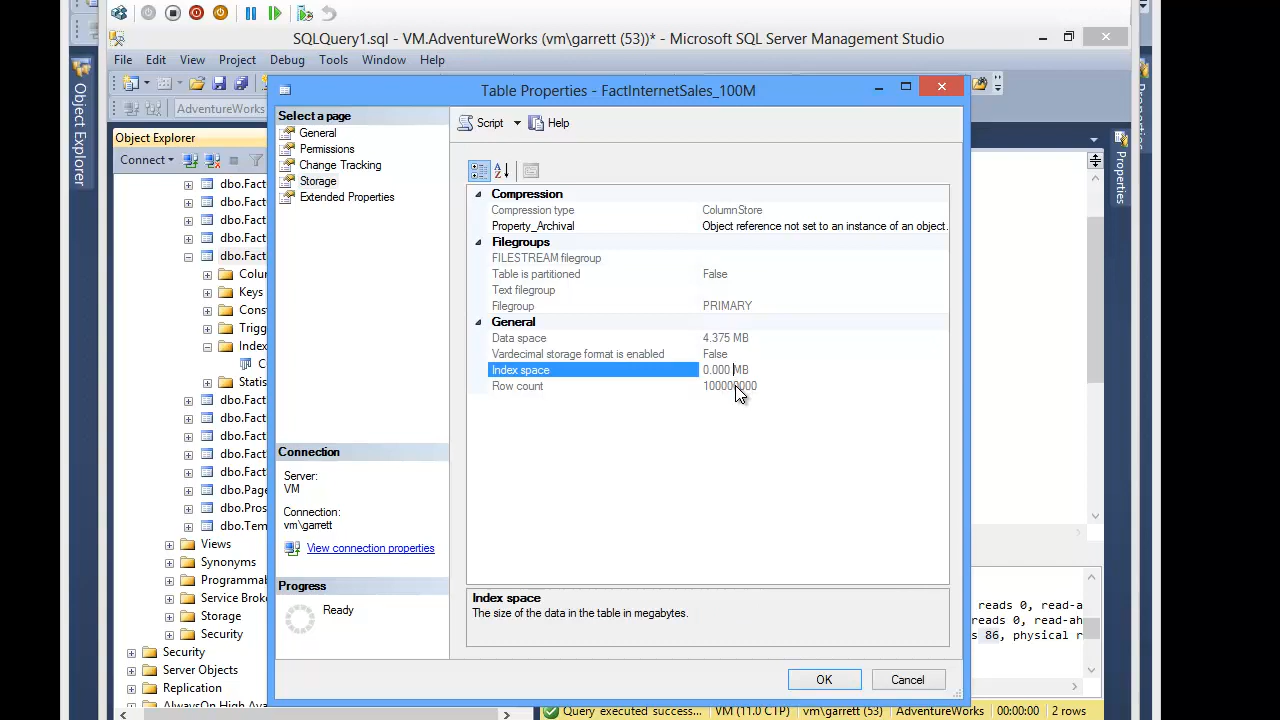 SQLQuery1.sql - VM.AdventureWorks (vm\garrett (53))* - Microsoft SQL Server Management Studio
File Edit View Project Debug Tools Window Help
Table Properties - FactInternetSales_100M
AdventureWorks
Object Explorer
Object Explorer
Connect
dbo.Fact
dbo.Fact
dbo.Fact
dbo.Fact
dbo.Fact
Colu
Keys
Cons
Trigg
Index
C
Statis
dbo.Fact
dbo.Fact
dbo.Fact
dbo.Fact
dbo.Fact
dbo.Page
dbo.Pros
dbo.Tem
Views
Synonyms
Programmab
Service Broke
Storage
Security
Security
Server Objects
Replication
AlwaysOn High Ava
Select a page
General
Permissions
Change Tracking
Storage
Extended Properties
Connection
Server:
VM
Connection:
vm\garrett
View connection properties
Progress
Ready
Script Help
Compression
Compression type ColumnStore
Property_Archival Object reference not set to an instance of an object.
Filegroups
FILESTREAM filegroup
Table is partitioned False
Text filegroup
Filegroup PRIMARY
General
Data space 4.375 MB
Vardecimal storage format is enabled False
Index space 0.000 MB
Row count 100000000
Index space
The size of the data in the table in megabytes.
OK Cancel
Properties
reads 0, read-a
reads 0, read-ah
s 86, physical r
Query executed success... VM (11.0 CTP) vm\garrett (53) AdventureWorks 00:00:00 2 rows